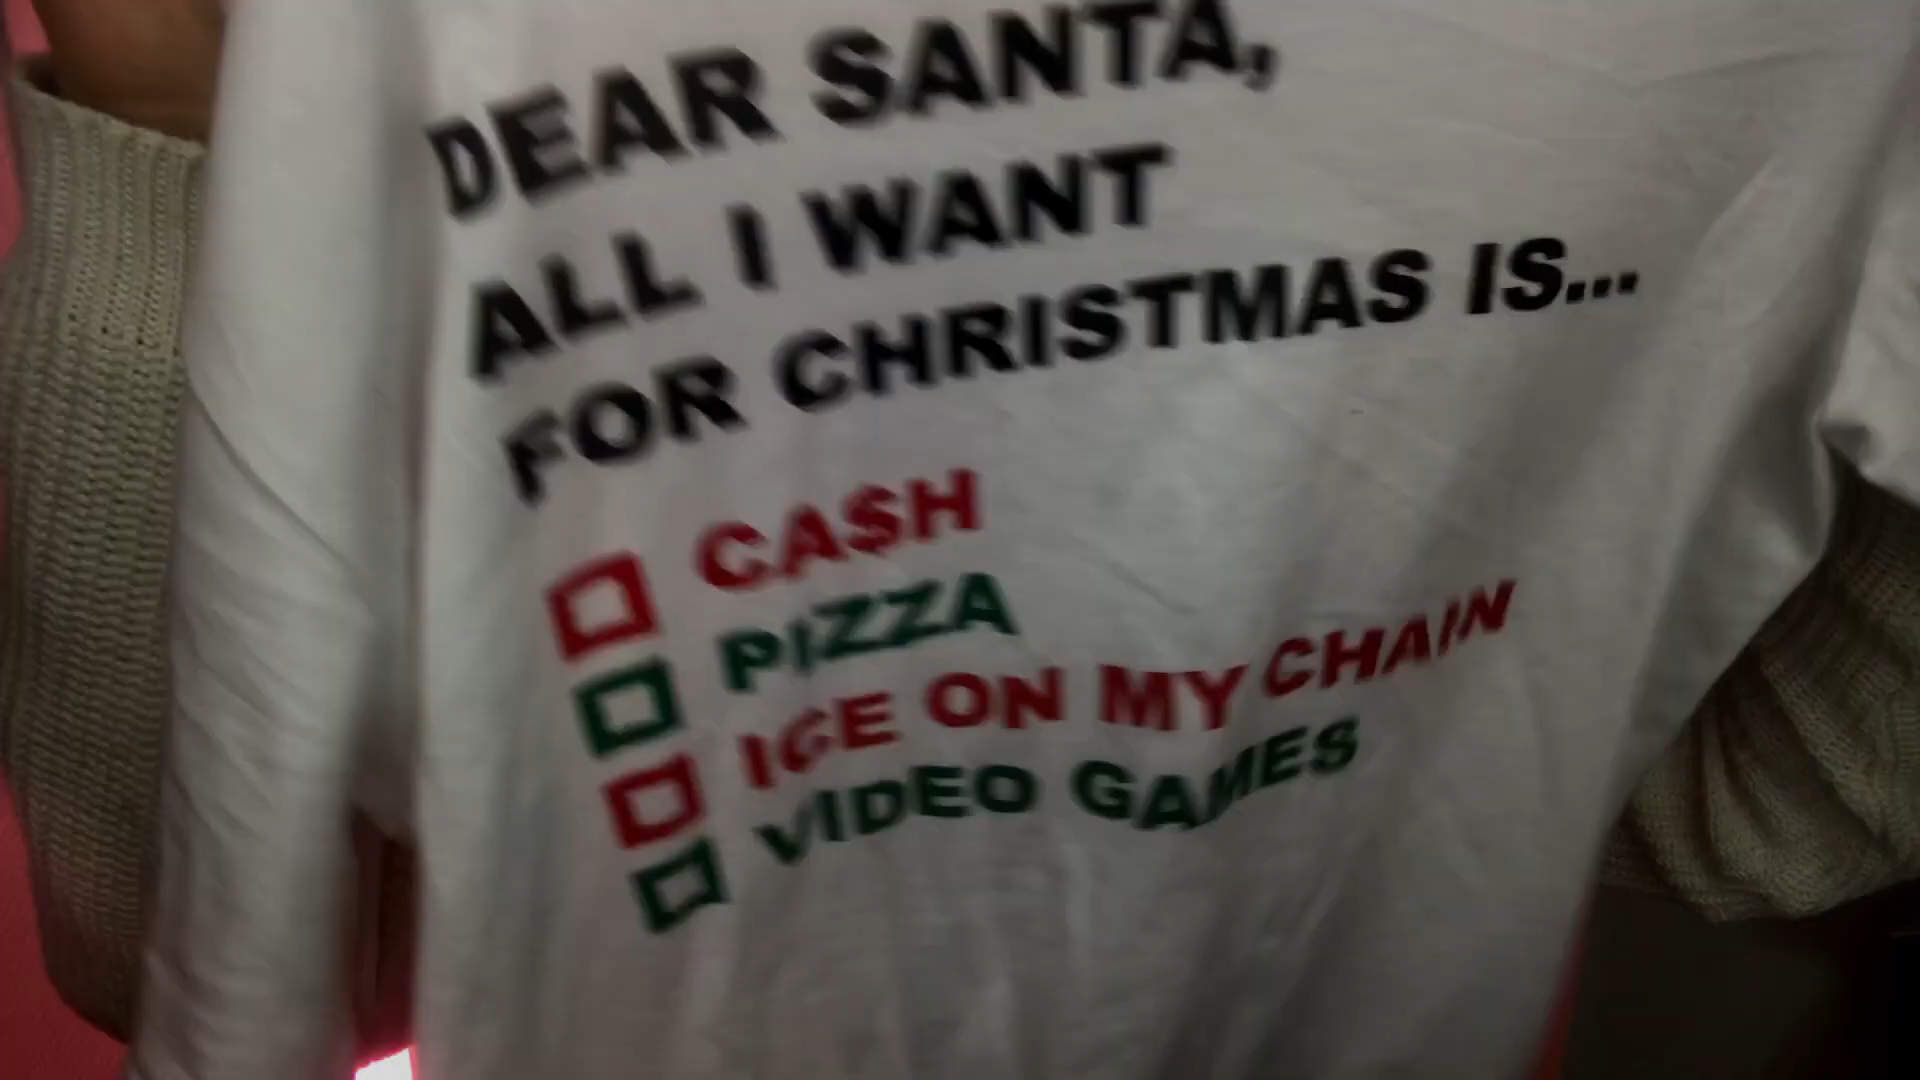 DEAR SANTA,
ALL I WANT
FOR CHRISTMAS IS...
CA$H
PIZZA
ICE ON MY CHAIN
VIDEO GAMES